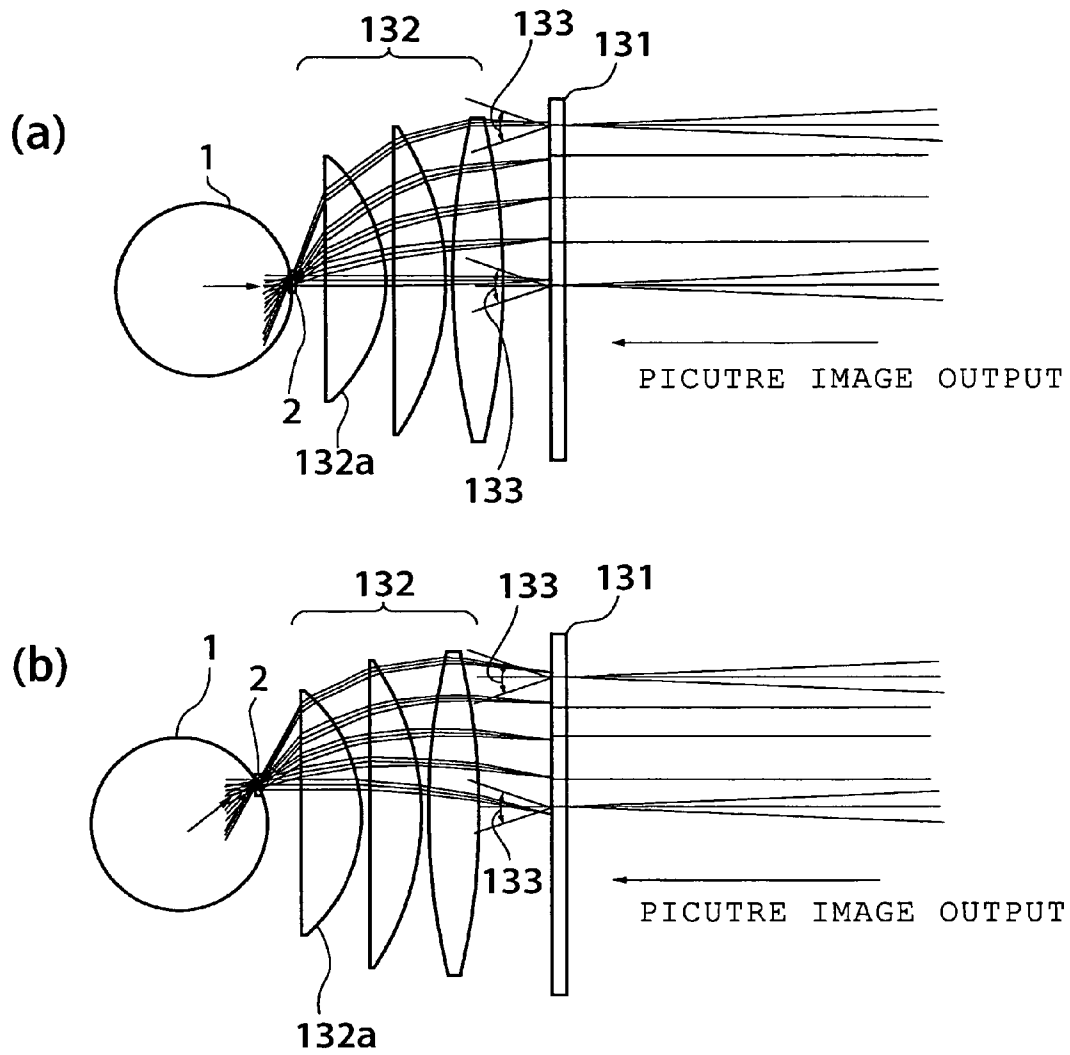 (a)
132
133
131
1
2
132a
133
PICUTRE IMAGE OUTPUT
(b)
132
133
131
1
2
133
132a
PICUTRE IMAGE OUTPUT